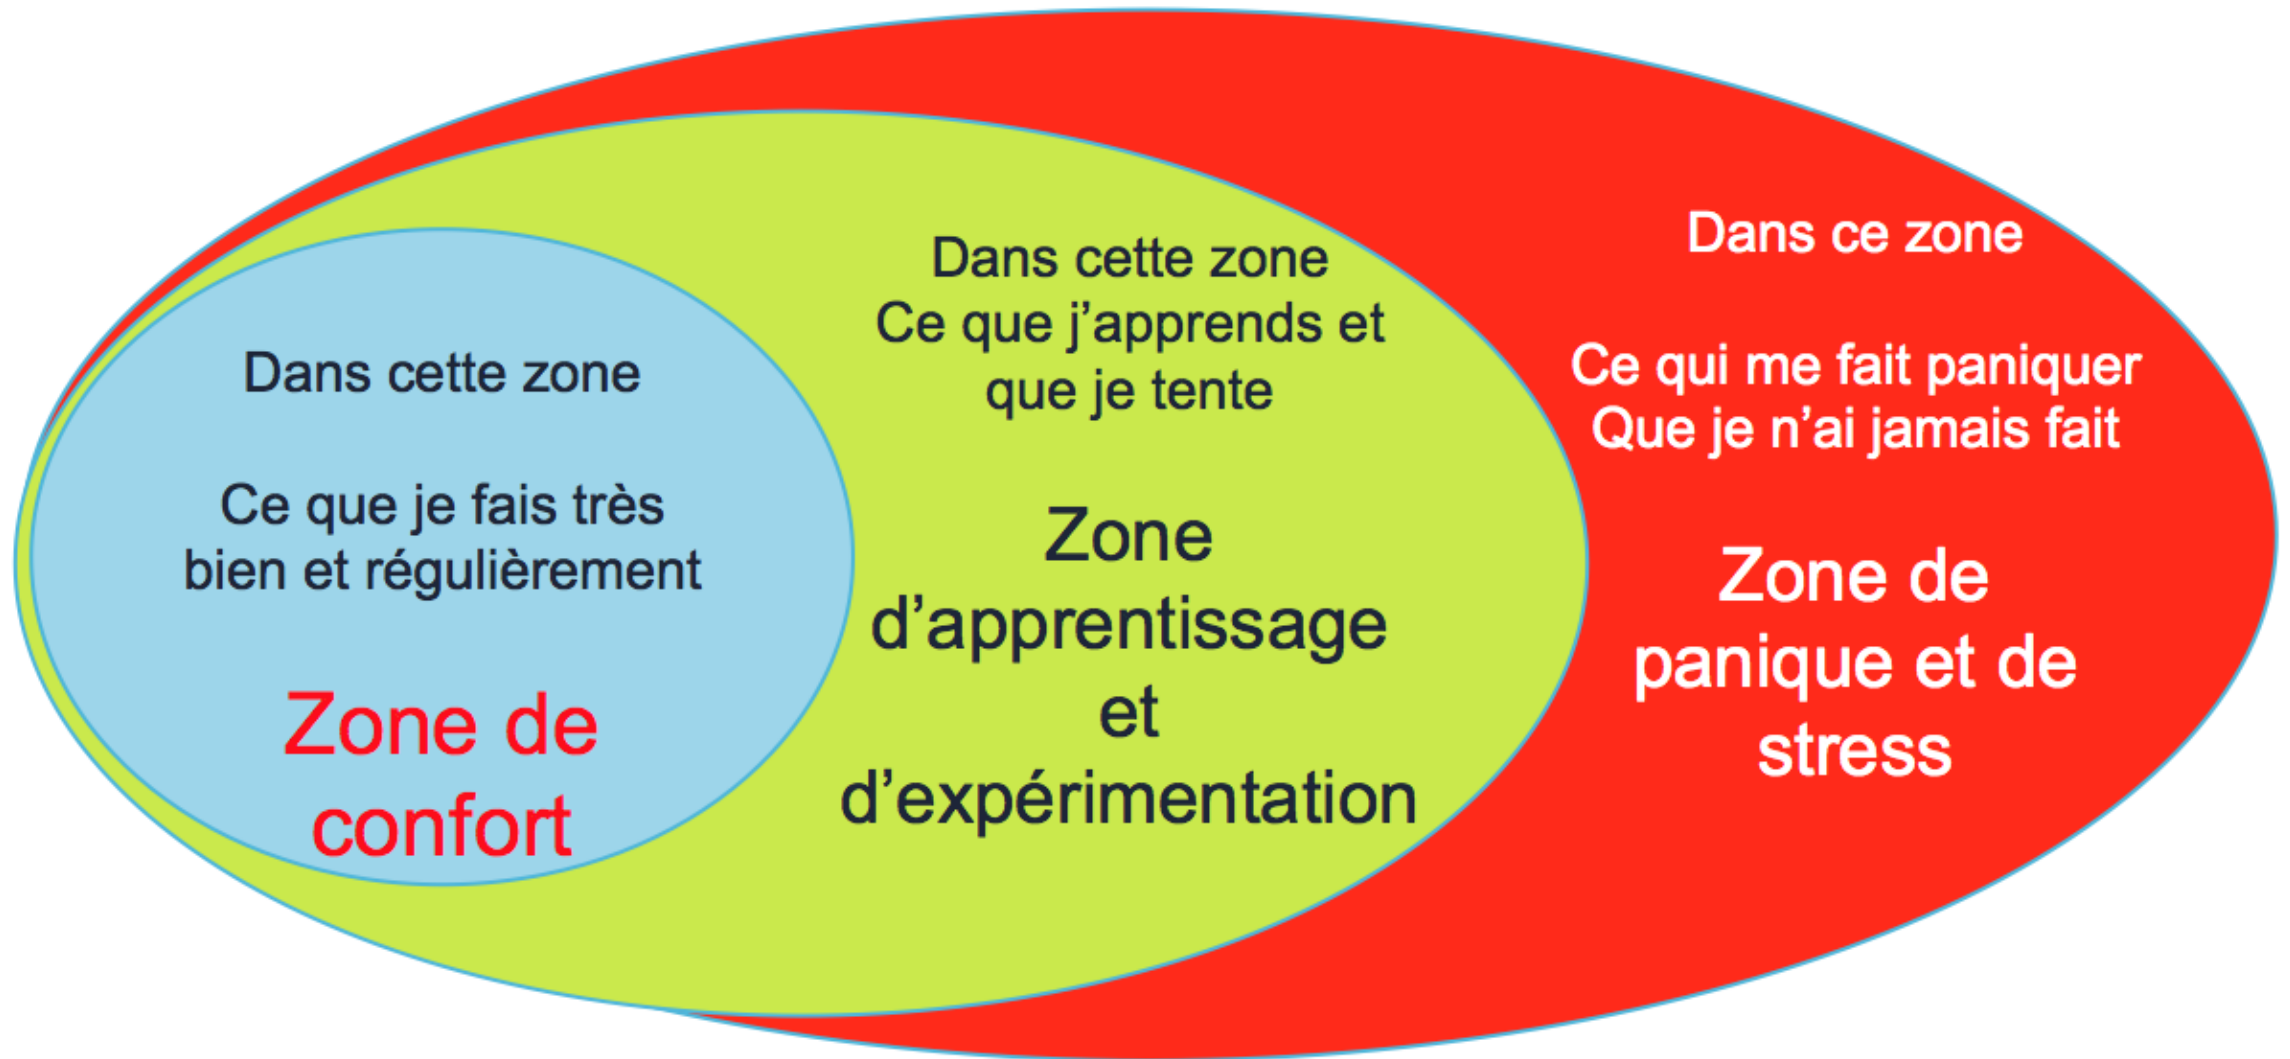 Dans cette zone
Ce que je fais très
bien et régulièrement
Zone de
confort
Dans cette zone
Ce que j’apprends et
que je tente
Zone
d’apprentissage
et
d’expérimentation
Dans ce zone
Ce qui me fait paniquer
Que je n’ai jamais fait
Zone de
panique et de
stress